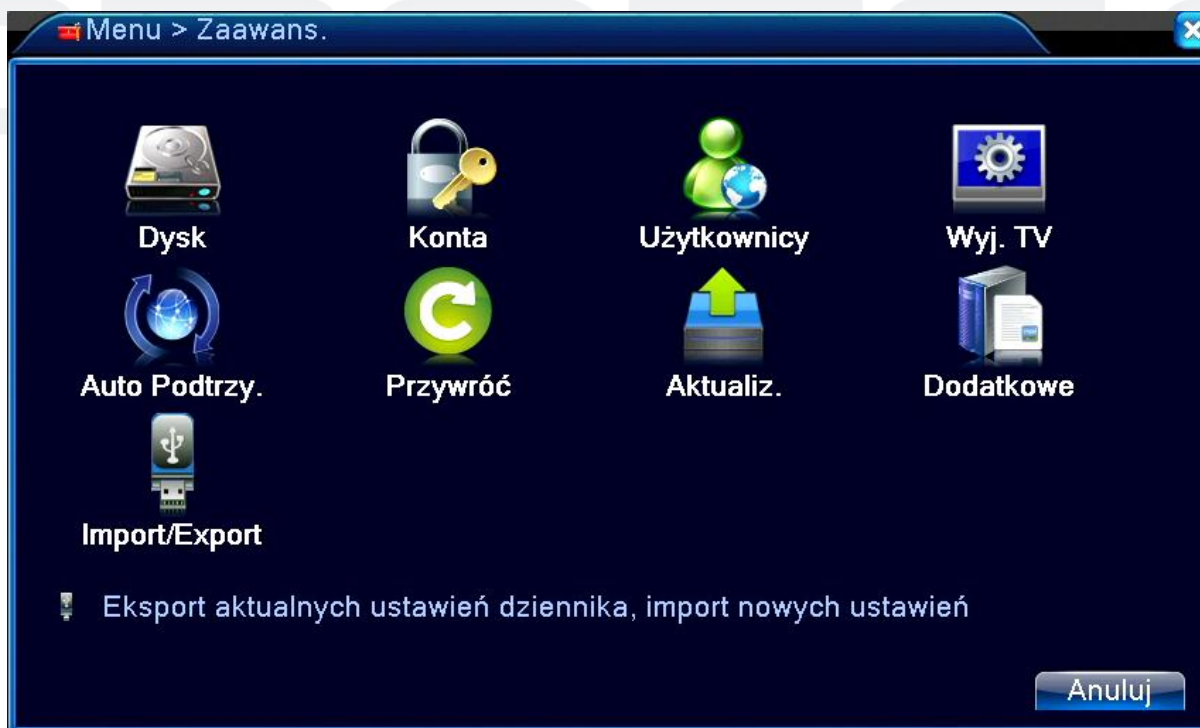 Menu > Zaawans.
Dysk Konta Użytkownicy Wyj. TV
Auto Podtrzy. Przywróć Aktualiz. Dodatkowe
Import/Export
Eksport aktualnych ustawień dziennika, import nowych ustawień
Anuluj